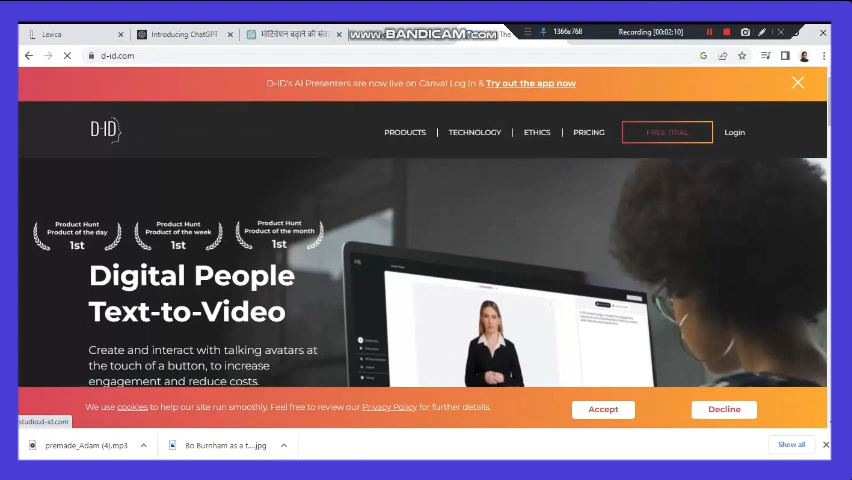 Lexica
Introducing ChatGPT
मोटिवेशन बढ़ाने की संवा
www.BANDICAM.com
The
1366x768
Recording [00:02:10]
d-id.com
D-ID's AI Presenters are now live on Canva! Log in & Try out the app now
D-ID
PRODUCTS
TECHNOLOGY
ETHICS
PRICING
FREE TRIAL
Login
Product Hunt
Product of the day
1st
Product Hunt
Product of the week
1st
Product Hunt
Product of the month
1st
Digital People
Text-to-Video
Create and interact with talking avatars at
the touch of a button, to increase
engagement and reduce costs.
We use cookies to help our site run smoothly. Feel free to review our Privacy Policy for further details.
Accept
Decline
studio.d-id.com
premade_Adam (4).mp3
Bo Burnham as a t....jpg
Show all